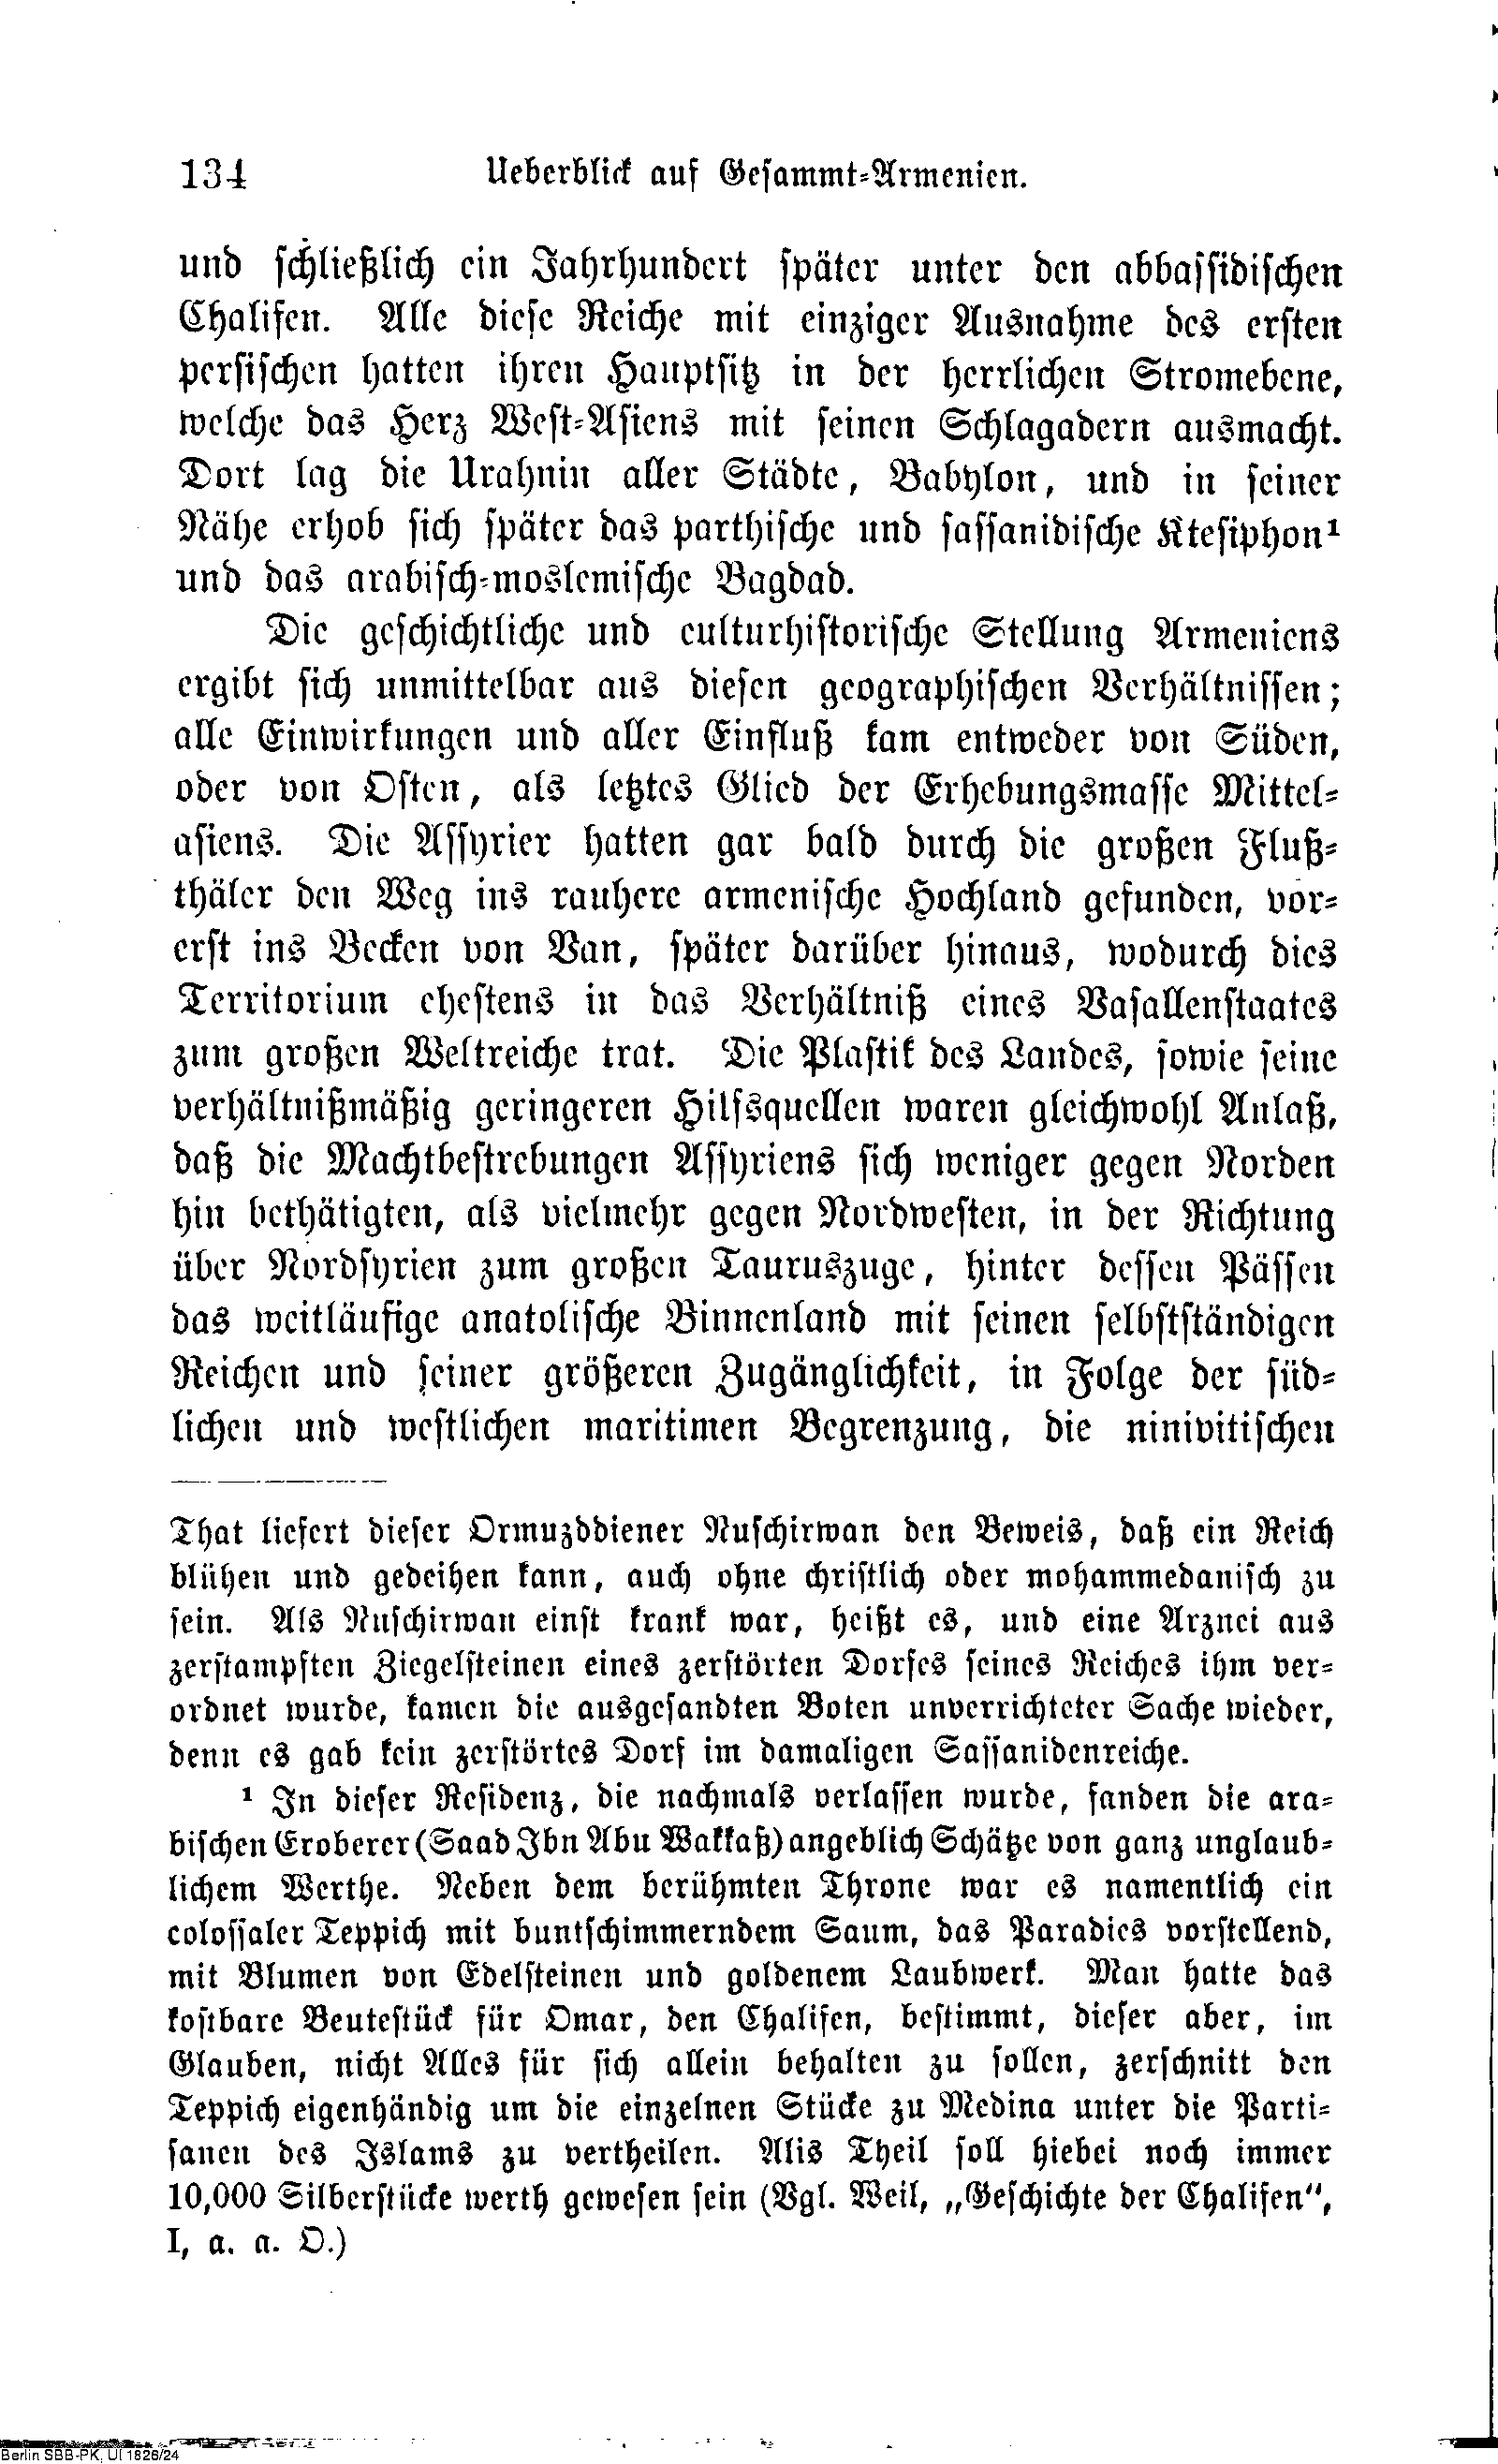 134 Ueberblick auf Gesammt-Armenien.
und schließlich ein Jahrhundert später unter den abbassidischen
Chalifen. Alle diese Reiche mit einziger Ausnahme des ersten
persischen hatten ihren Hauptsitz in der herrlichen Stromebene,
welche das Herz West-Asiens mit seinen Schlagadern ausmacht.
Dort lag die Urahnin aller Städte, Babylon, und in seiner
Nähe erhob sich später das parthische und sassanidische Ktesiphon¹
und das arabisch-moslemische Bagdad.
Die geschichtliche und culturhistorische Stellung Armeniens
ergibt sich unmittelbar aus diesen geographischen Verhältnissen;
alle Einwirkungen und aller Einfluß kam entweder von Süden,
oder von Osten, als letztes Glied der Erhebungsmasse Mittel-
asiens. Die Assyrier hatten gar bald durch die großen Fluß-
thäler den Weg ins rauhere armenische Hochland gefunden, vor-
erst ins Becken von Van, später darüber hinaus, wodurch dies
Territorium ehestens in das Verhältniß eines Vasallenstaates
zum großen Weltreiche trat. Die Plastik des Landes, sowie seine
verhältnißmäßig geringeren Hilfsquellen waren gleichwohl Anlaß,
daß die Machtbestrebungen Assyriens sich weniger gegen Norden
hin bethätigten, als vielmehr gegen Nordwesten, in der Richtung
über Nordsyrien zum großen Tauruszuge, hinter dessen Pässen
das weitläufige anatolische Binnenland mit seinen selbstständigen
Reichen und seiner größeren Zugänglichkeit, in Folge der süd-
lichen und westlichen maritimen Begrenzung, die ninivitischen
That liefert dieser Ormuzddiener Nuschirwan den Beweis, daß ein Reich
blühen und gedeihen kann, auch ohne christlich oder mohammedanisch zu
sein. Als Nuschirwan einst krank war, heißt es, und eine Arznei aus
zerstampften Ziegelsteinen eines zerstörten Dorfes seines Reiches ihm ver-
ordnet wurde, kamen die ausgesandten Boten unverrichteter Sache wieder,
denn es gab kein zerstörtes Dorf im damaligen Sassanidenreiche.
¹ In dieser Residenz, die nachmals verlassen wurde, fanden die ara-
bischen Eroberer (Saad Ibn Abu Wakkaß) angeblich Schätze von ganz unglaub-
lichem Werthe. Neben dem berühmten Throne war es namentlich ein
colossaler Teppich mit buntschimmerndem Saum, das Paradies vorstellend,
mit Blumen von Edelsteinen und goldenem Laubwerk. Man hatte das
kostbare Beutestück für Omar, den Chalifen, bestimmt, dieser aber, im
Glauben, nicht Alles für sich allein behalten zu sollen, zerschnitt den
Teppich eigenhändig um die einzelnen Stücke zu Medina unter die Parti-
sanen des Islams zu vertheilen. Alis Theil soll hiebei noch immer
10,000 Silberstücke werth gewesen sein (Vgl. Weil, „Geschichte der Chalifen“,
I, a. a. O.)
Berlin SBB-PK, Ul 1826/24